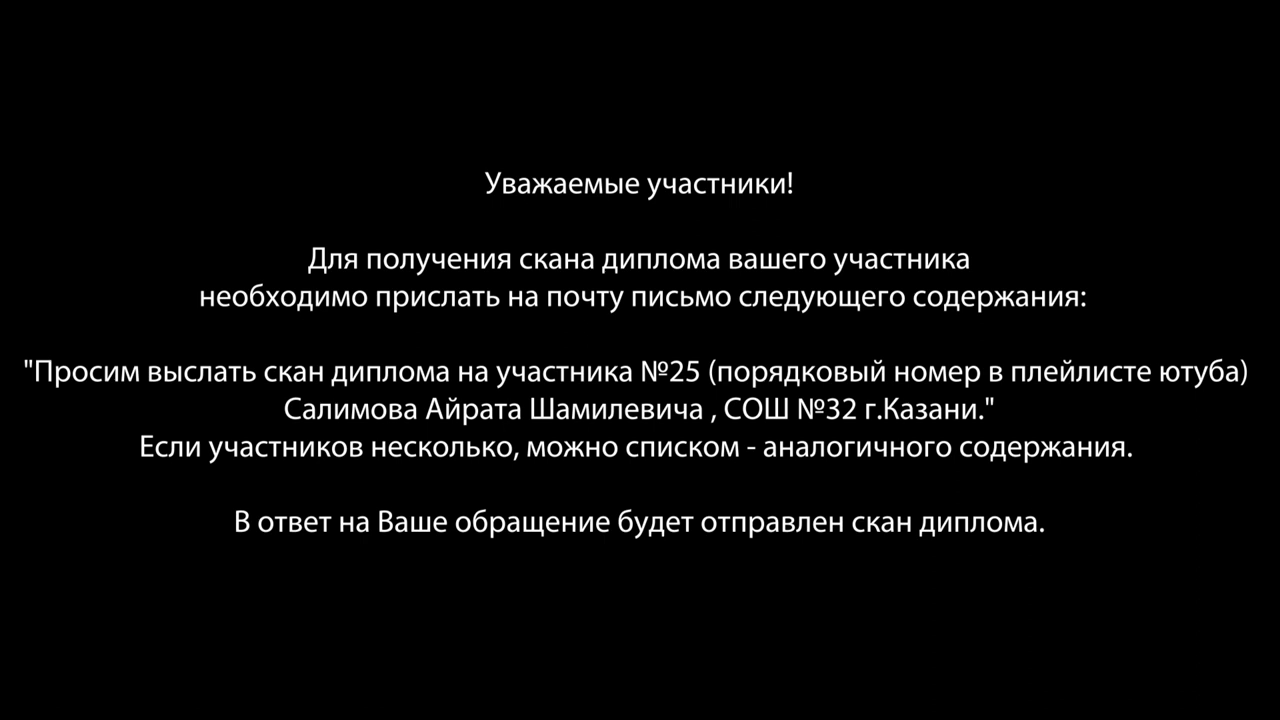 Уважаемые участники!
Для получения скана диплома вашего участника
необходимо прислать на почту письмо следующего содержания:
"Просим выслать скан диплома на участника №25 (порядковый номер в плейлисте ютуба)
Салимова Айрата Шамилевича , СОШ №32 г.Казани."
Если участников несколько, можно списком - аналогичного содержания.
В ответ на Ваше обращение будет отправлен скан диплома.